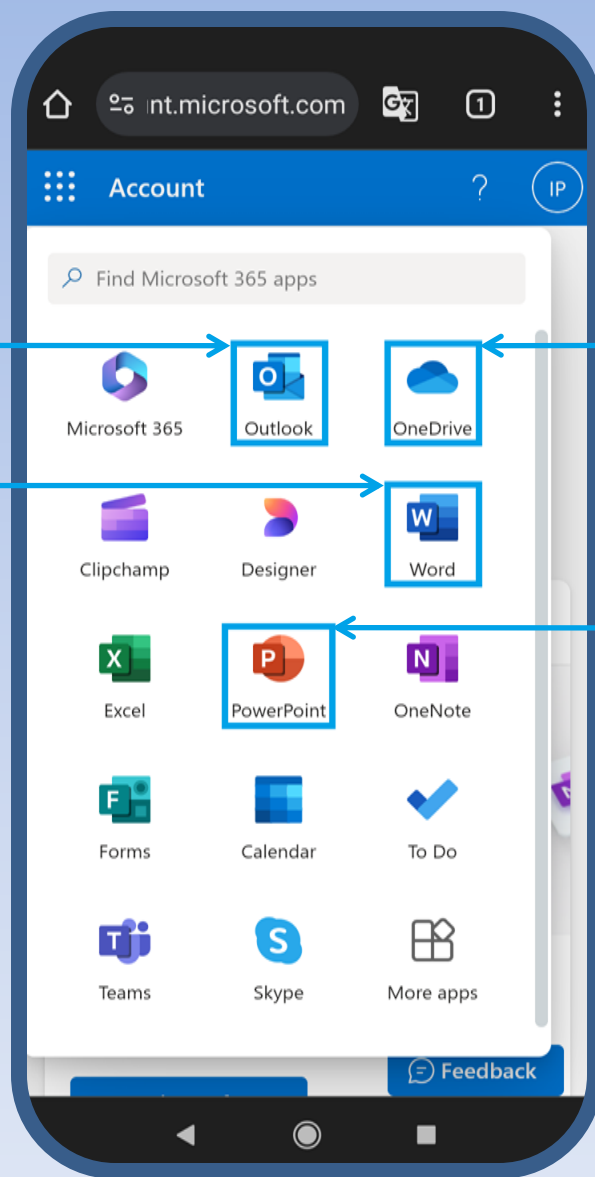 nt.microsoft.com
1
Account
?
IP
Find Microsoft 365 apps
Microsoft 365
Outlook
OneDrive
Clipchamp
Designer
Word
Excel
PowerPoint
OneNote
Forms
Calendar
To Do
Teams
Skype
More apps
Feedback